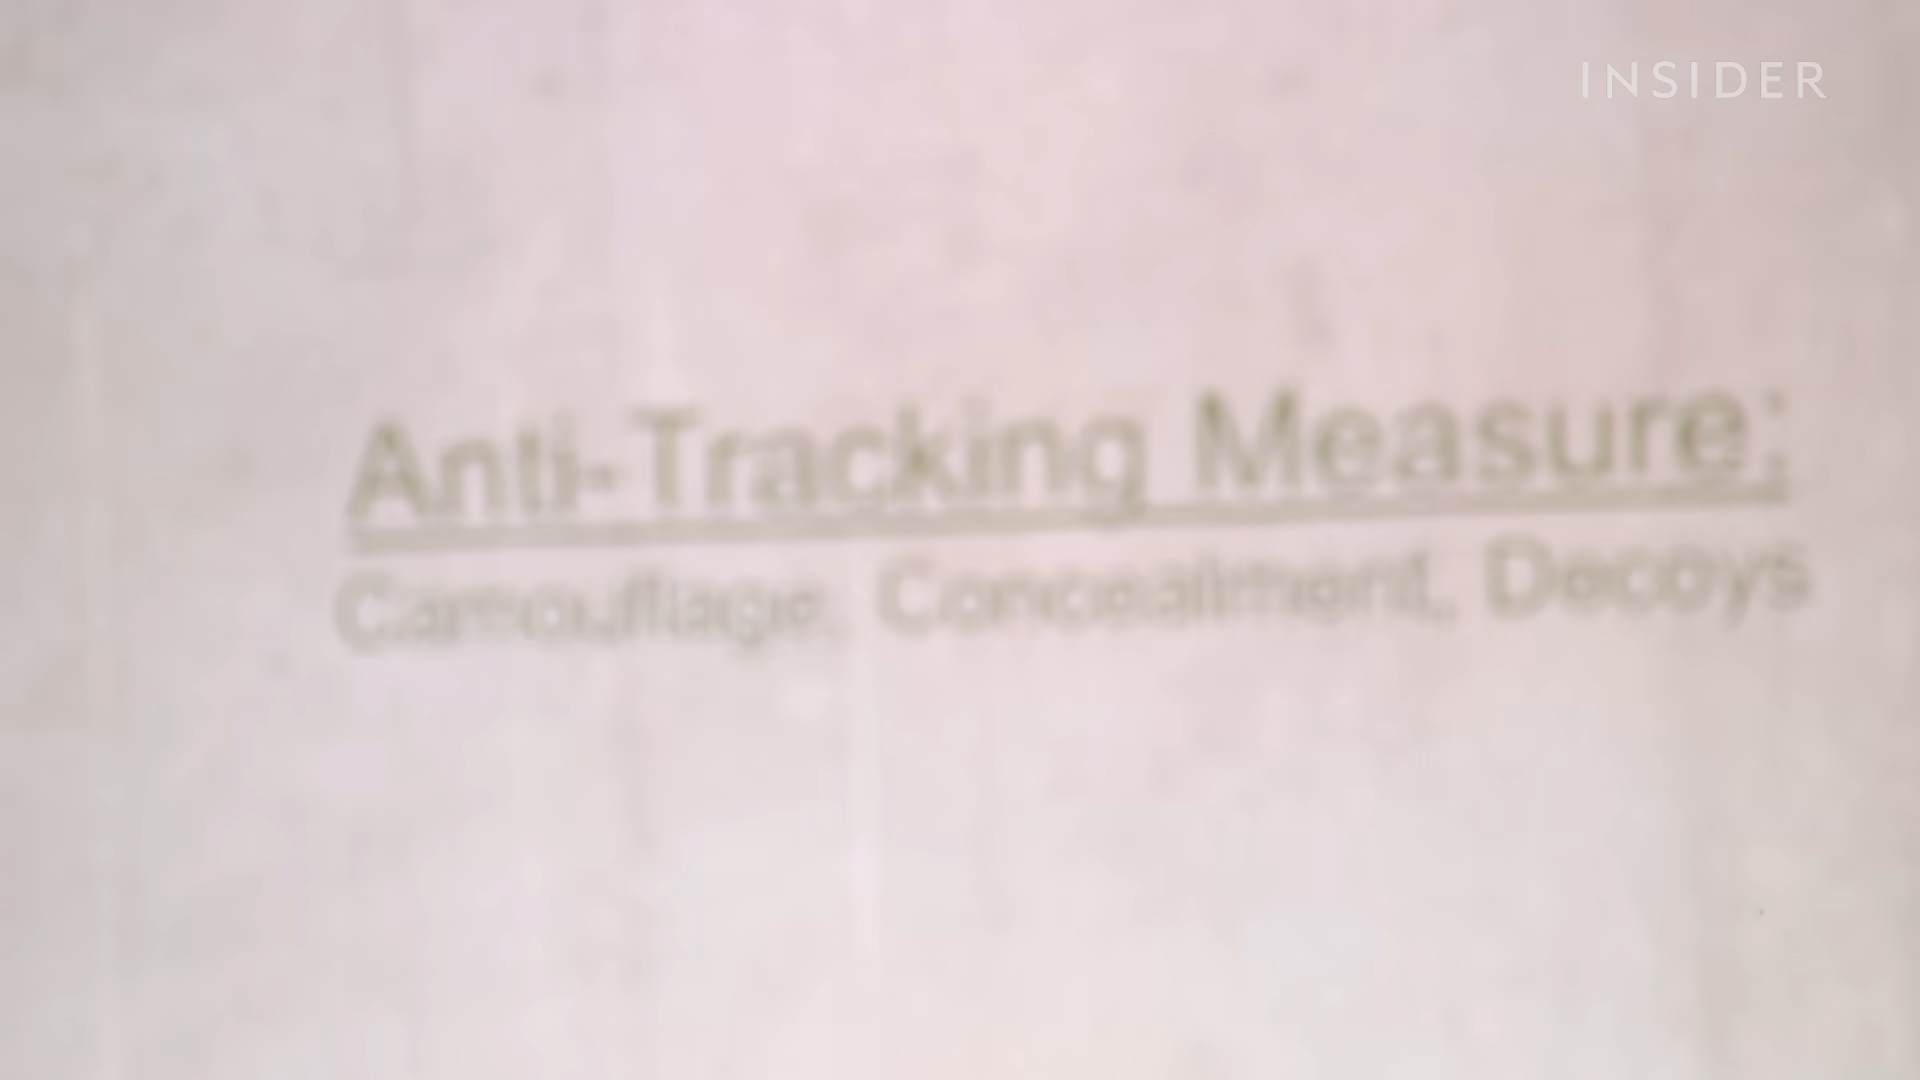 INSIDER
Anti-Tracking Measure:
Camouflage, Concealment, Decoys